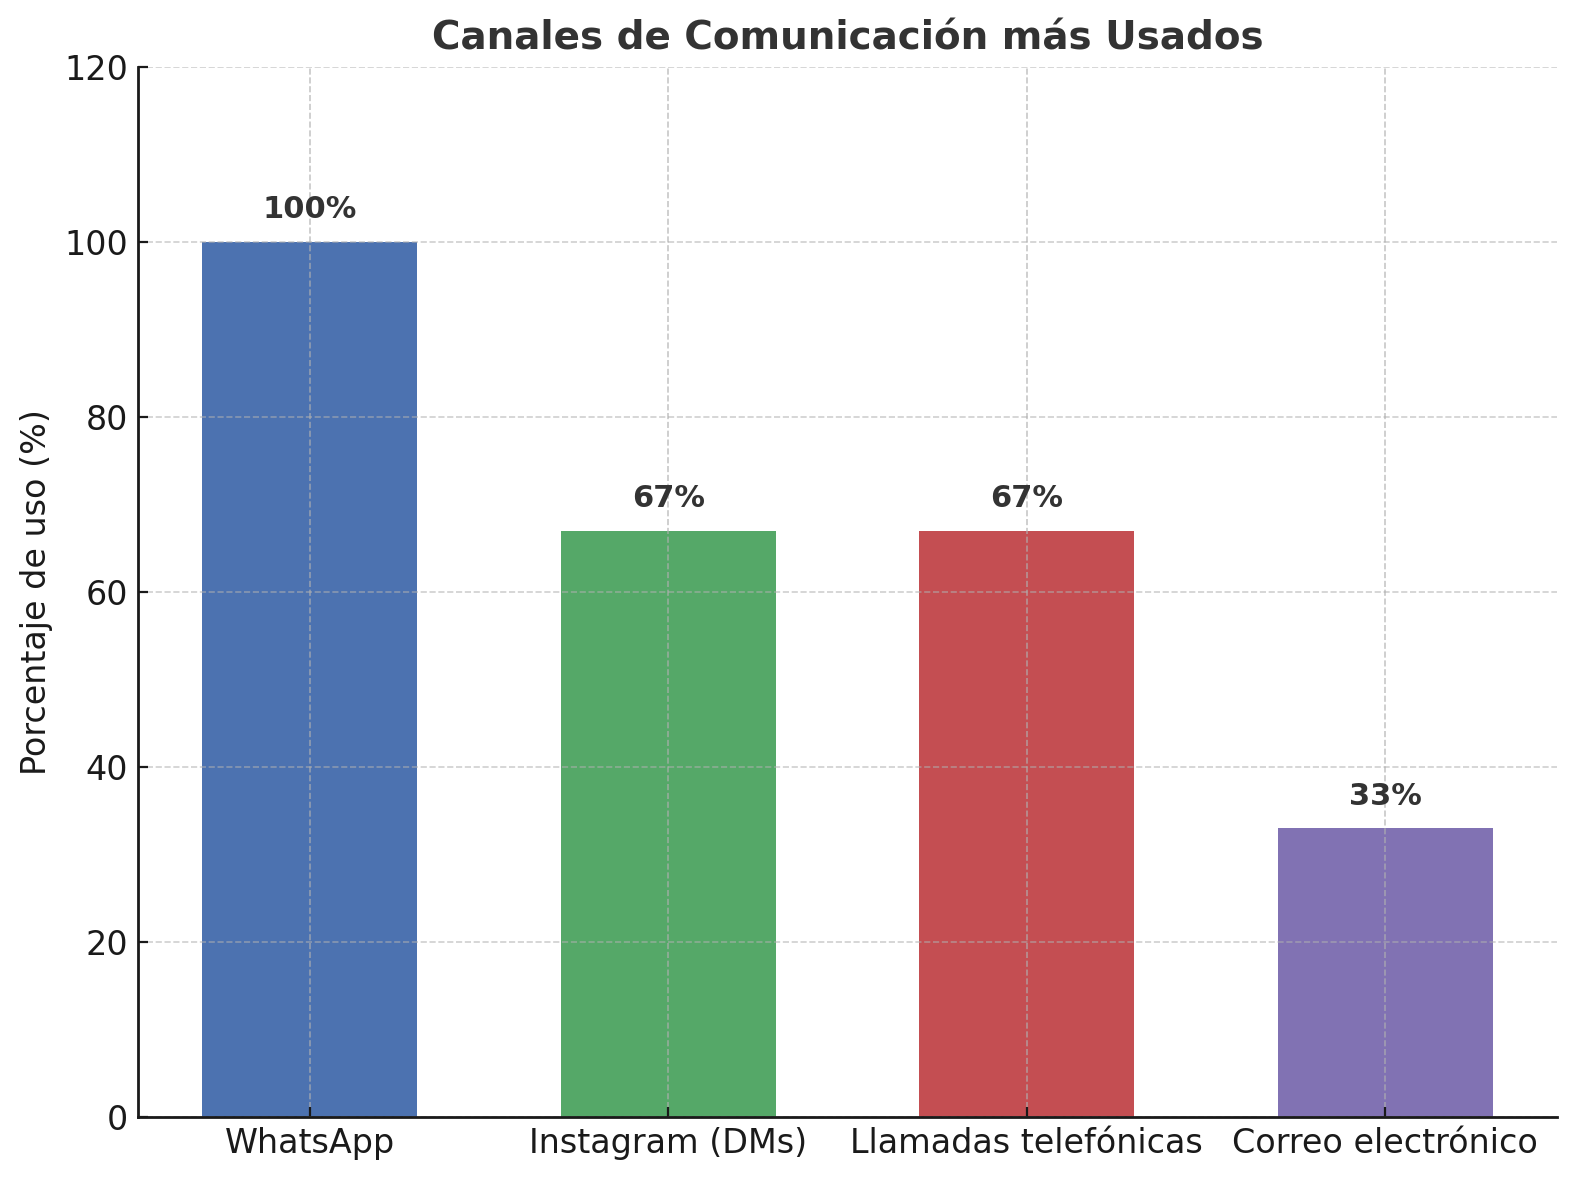 Canales de Comunicación más Usados
Porcentaje de uso (%)
120
100
80
60
40
20
0
100%
67%
67%
33%
WhatsApp
Instagram (DMs)
Llamadas telefónicas
Correo electrónico